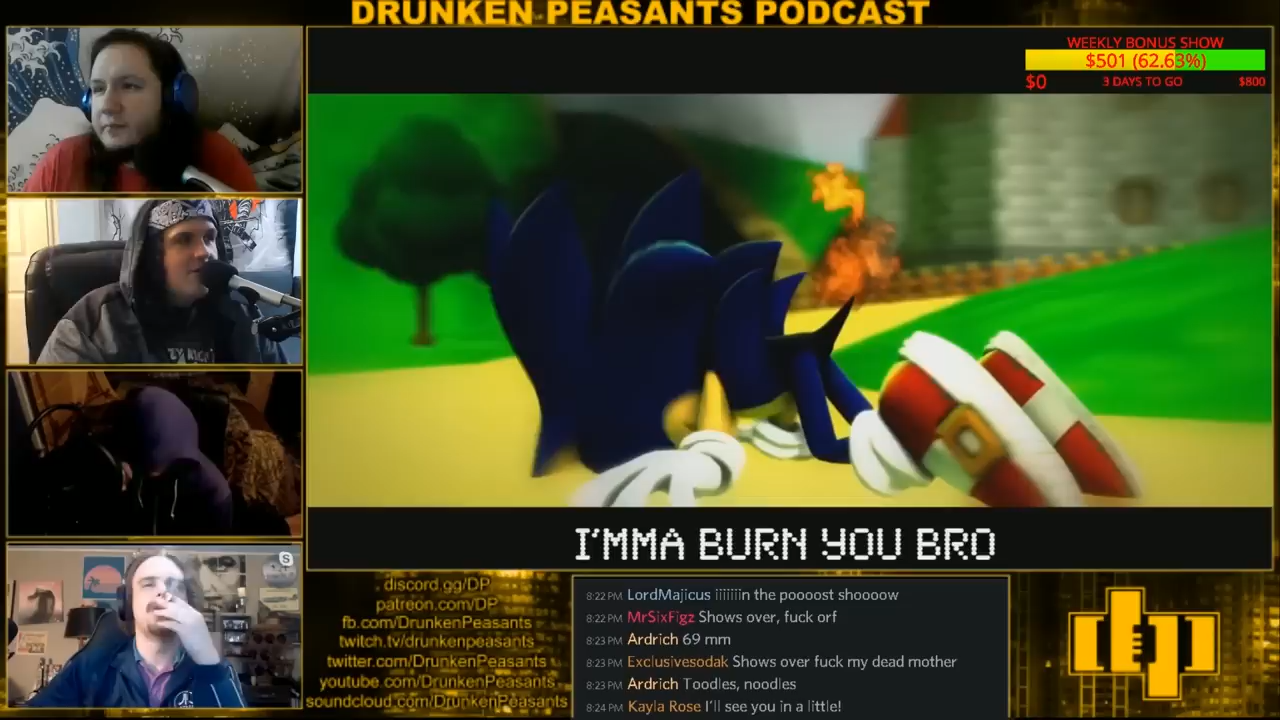 DRUNKEN PEASANTS PODCAST
WEEKLY BONUS SHOW
$501 (62.63%)
$0 3 DAYS TO GO $800
I'MMA BURN YOU BRO
discord.gg/DP
patreon.com/DP
fb.com/DrunkenPeasants
twitch.tv/drunkenpeasants
twitter.com/DrunkenPeasants
youtube.com/DrunkenPeasants
soundcloud.com/DrunkenPeasants
8:22 PM LordMajicus iiiiiiin the poooost shoooow
8:22 PM MrSixFigz Shows over, fuck orf
8:23 PM Ardrich 69 mm
8:23 PM Exclusivesodak Shows over fuck my dead mother
8:23 PM Ardrich Toodles, noodles
8:24 PM Kayla Rose I'll see you in a little!